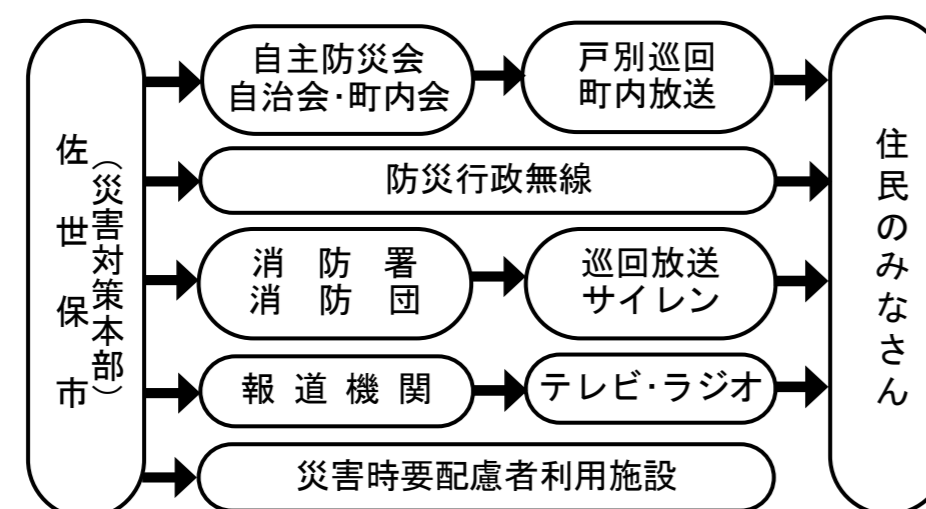 佐世保市
(災害対策本部)
自主防災会
自治会・町内会
戸別巡回
町内放送
防災行政無線
消防署
消防団
巡回放送
サイレン
報道機関
テレビ・ラジオ
災害時要配慮者利用施設
住民のみなさん